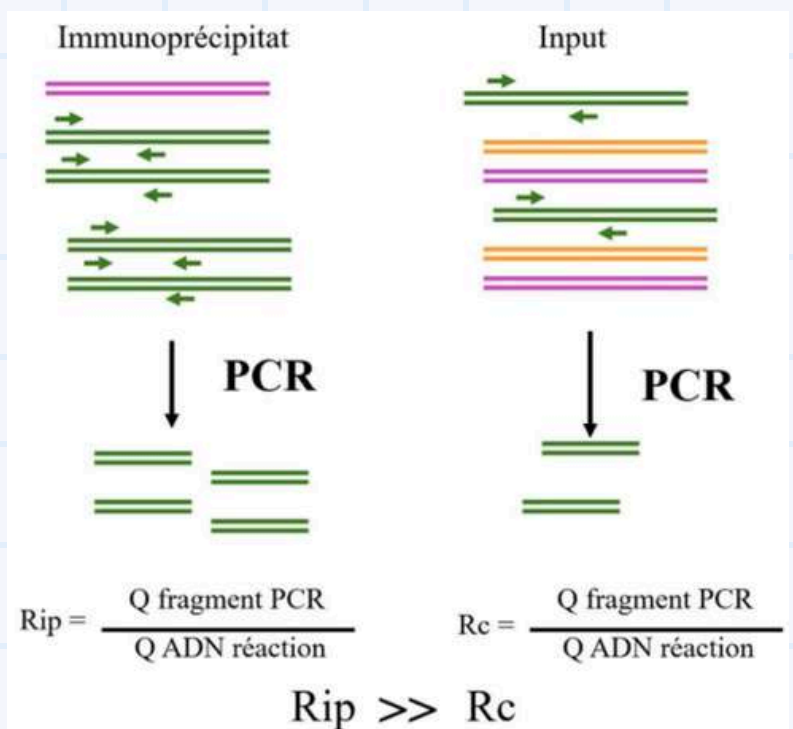 Immunoprécipitat
Input
PCR
PCR
Rip = Q fragment PCR
Q ADN réaction
Rc = Q fragment PCR
Q ADN réaction
Rip >> Rc